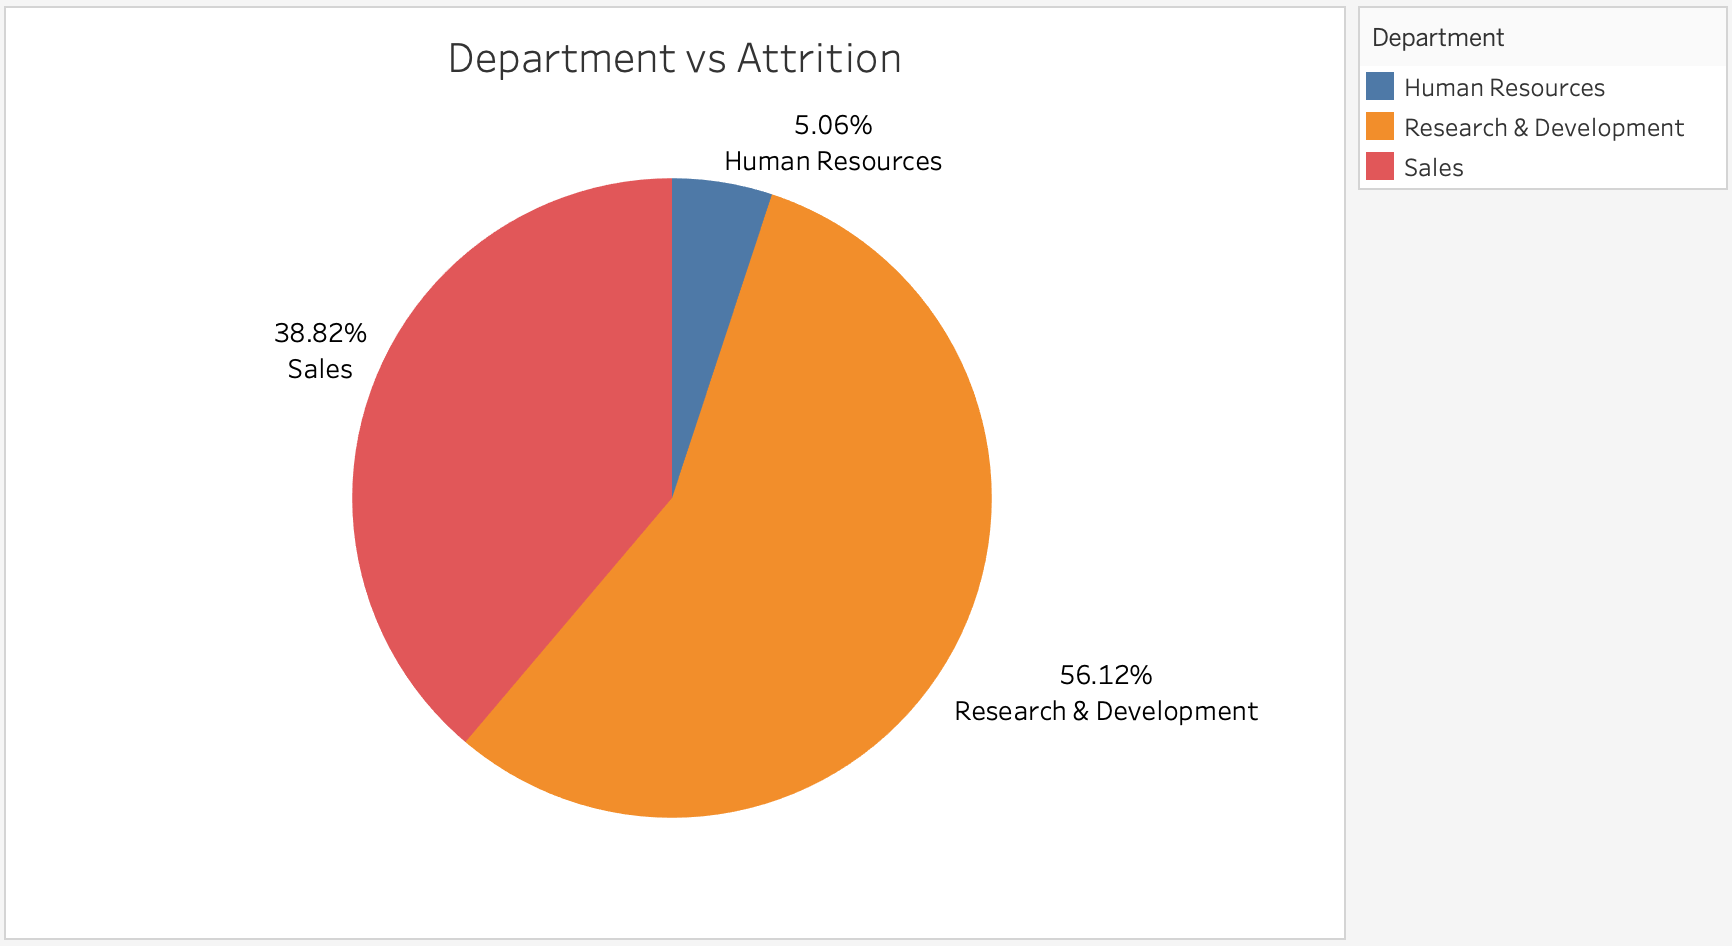 Department vs Attrition
5.06%
Human Resources
38.82%
Sales
56.12%
Research & Development
Department
Human Resources
Research & Development
Sales